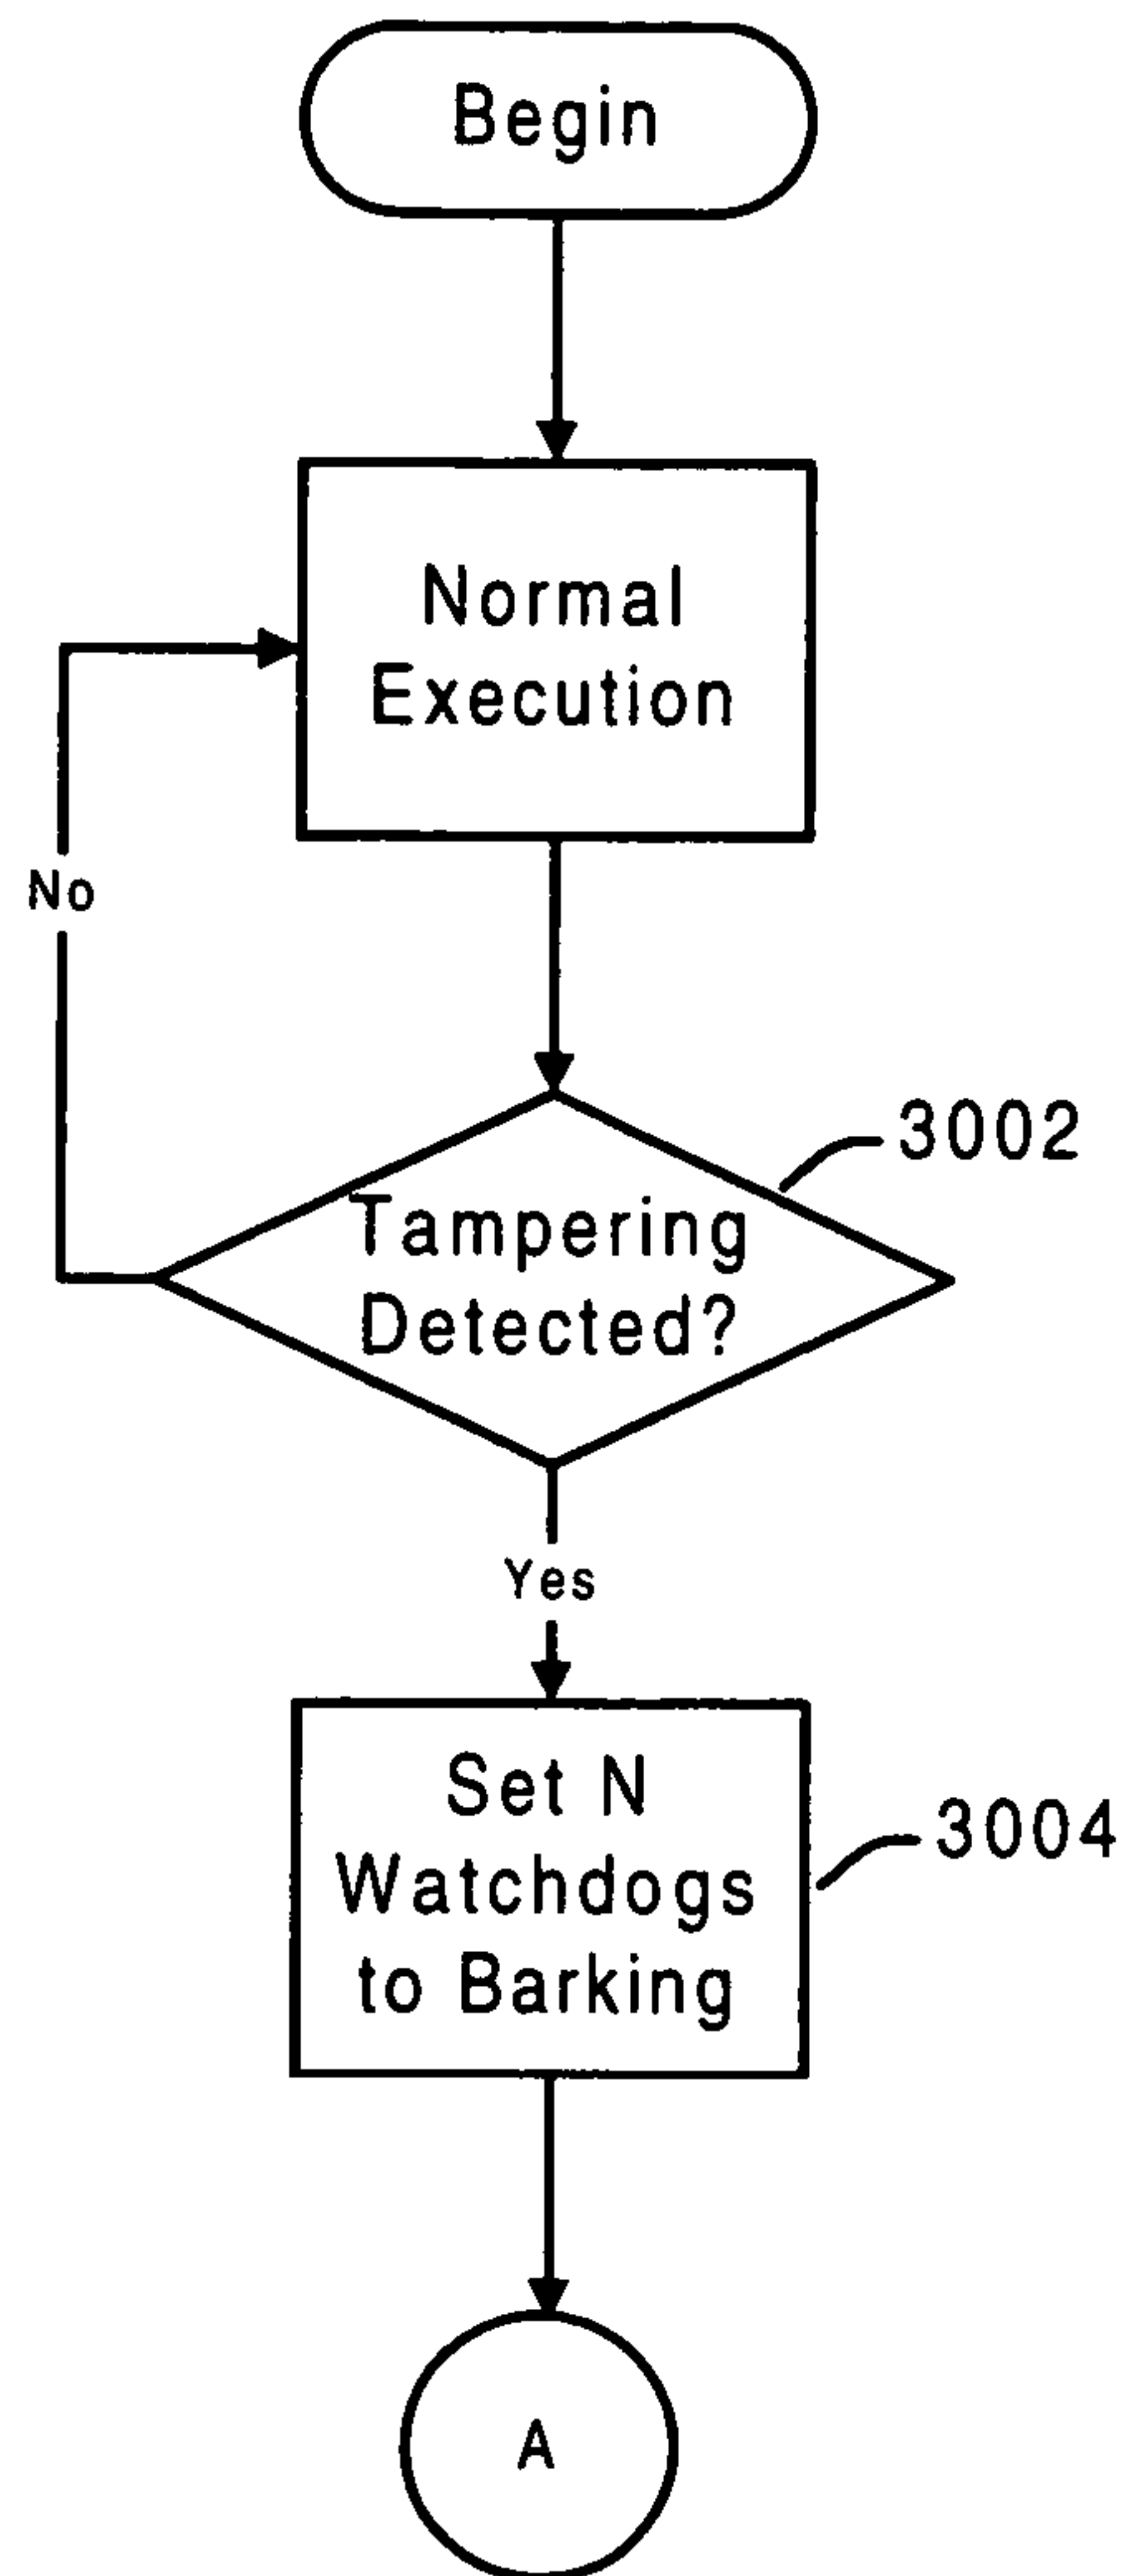 Begin
Normal
Execution
No
3002
Tampering
Detected?
Yes
Set N
Watchdogs
to Barking
3004
A